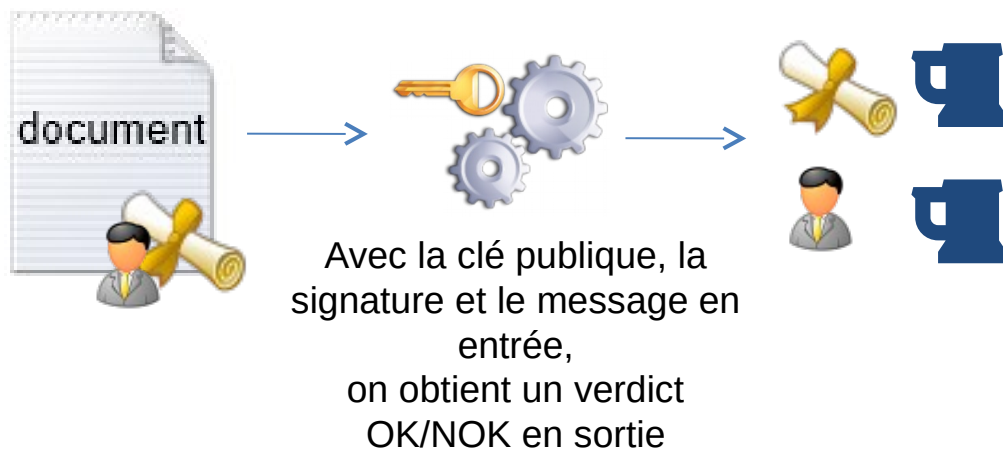 document
Avec la clé publique, la
signature et le message en
entrée,
on obtient un verdict
OK/NOK en sortie